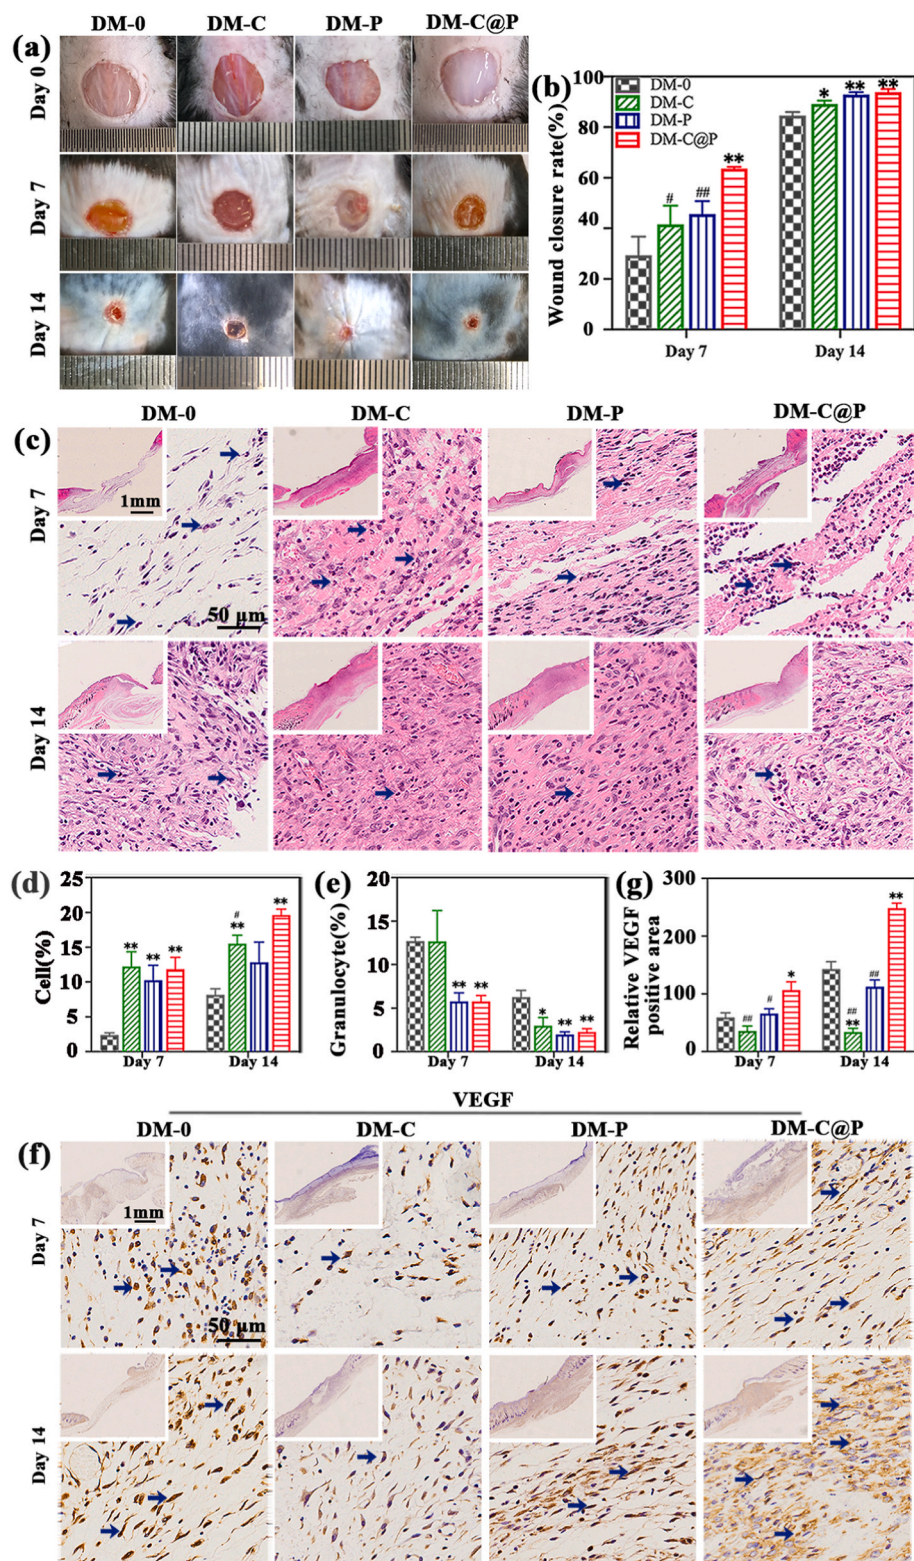 DM-0 DM-C DM-P DM-C@P
(a)
Day 0
Day 7
Day 14
(b)
Wound closure rate(%)
100
80
60
40
20
0
DM-0
DM-C
DM-P
DM-C@P
# ## **
* ** **
Day 7 Day 14
DM-0 DM-C DM-P DM-C@P
(c)
Day 7
1mm
50 µm
Day 14
(d)
Cell(%)
25
20
15
10
5
0
** ** **
#
** **
Day 7 Day 14
(e)
Granulocyte(%)
20
15
10
5
0
** **
* ** **
Day 7 Day 14
(g)
Relative VEGF
positive area
300
200
100
0
## # *
##
** ## **
Day 7 Day 14
VEGF
DM-0 DM-C DM-P DM-C@P
(f)
Day 7
1mm
50 µm
Day 14